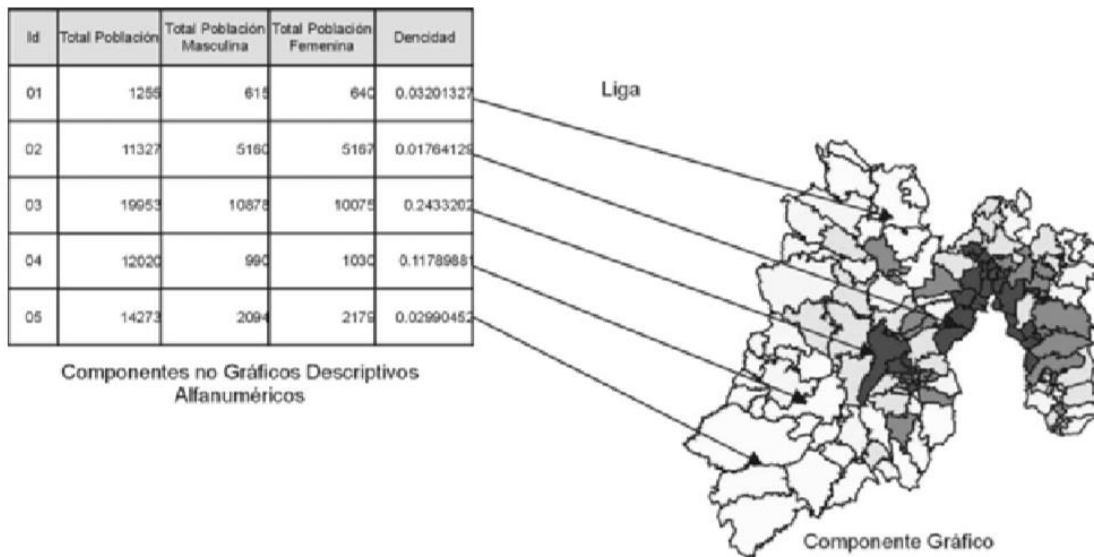 Id Total Población Total Población Masculina Total Población Femenina Dencidad
01 1255 615 640 0.03201327
02 11327 5160 5167 0.01764129
03 19953 10878 10075 0.2433202
04 12020 990 1030 0.11789881
05 14273 2094 2179 0.02990452
Componentes no Gráficos Descriptivos
Alfanuméricos
Liga
Componente Gráfico